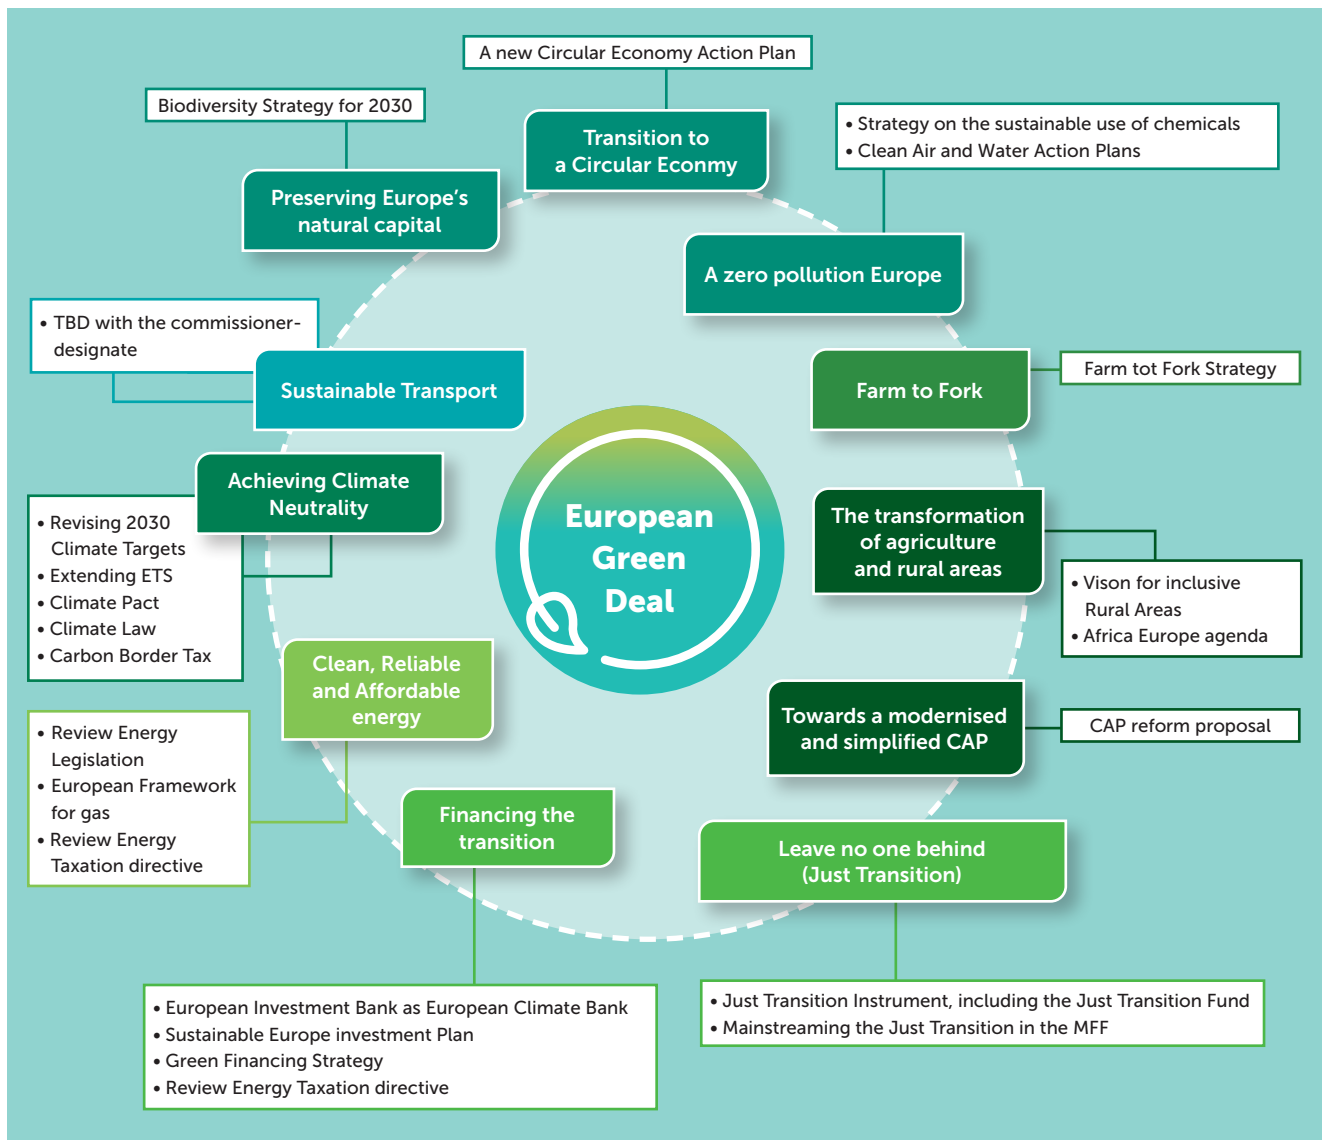 A new Circular Economy Action Plan
Transition to
a Circular Econmy
Biodiversity Strategy for 2030
Preserving Europe's
natural capital
• Strategy on the sustainable use of chemicals
• Clean Air and Water Action Plans
A zero pollution Europe
• TBD with the commissioner-
designate
Sustainable Transport
Farm to Fork
Farm tot Fork Strategy
Achieving Climate
Neutrality
• Revising 2030
Climate Targets
• Extending ETS
• Climate Pact
• Climate Law
• Carbon Border Tax
European
Green
Deal
The transformation
of agriculture
and rural areas
• Vison for inclusive
Rural Areas
• Africa Europe agenda
Clean, Reliable
and Affordable
energy
• Review Energy
Legislation
• European Framework
for gas
• Review Energy
Taxation directive
Towards a modernised
and simplified CAP
CAP reform proposal
Financing the
transition
Leave no one behind
(Just Transition)
• European Investment Bank as European Climate Bank
• Sustainable Europe investment Plan
• Green Financing Strategy
• Review Energy Taxation directive
• Just Transition Instrument, including the Just Transition Fund
• Mainstreaming the Just Transition in the MFF